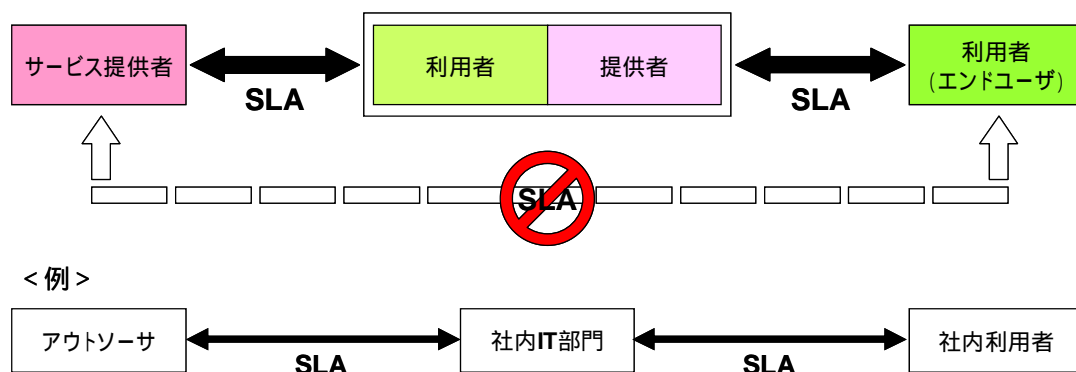 サービス提供者
SLA
利用者
提供者
SLA
利用者
(エンドユーザ)
SLA
<例>
アウトソーサ
SLA
社内IT部門
SLA
社内利用者